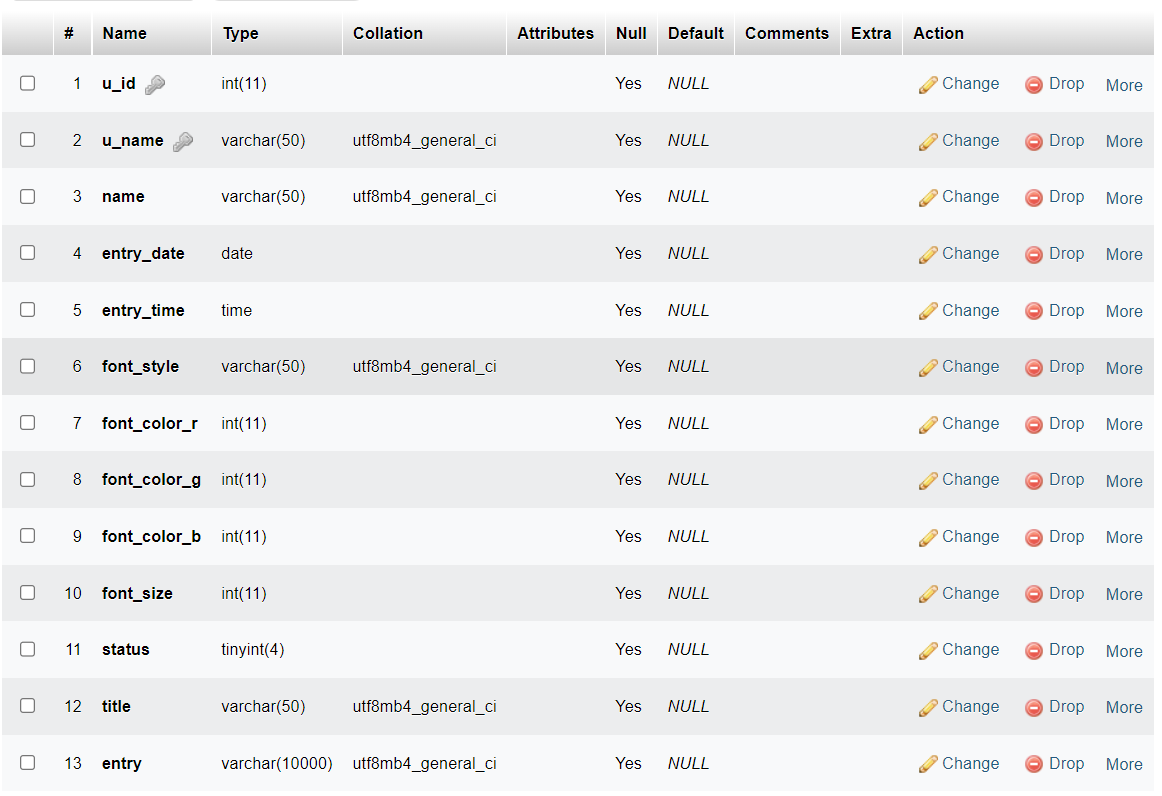 # Name Type Collation Attributes Null Default Comments Extra Action
1 u_id int(11) Yes NULL Change Drop More
2 u_name varchar(50) utf8mb4_general_ci Yes NULL Change Drop More
3 name varchar(50) utf8mb4_general_ci Yes NULL Change Drop More
4 entry_date date Yes NULL Change Drop More
5 entry_time time Yes NULL Change Drop More
6 font_style varchar(50) utf8mb4_general_ci Yes NULL Change Drop More
7 font_color_r int(11) Yes NULL Change Drop More
8 font_color_g int(11) Yes NULL Change Drop More
9 font_color_b int(11) Yes NULL Change Drop More
10 font_size int(11) Yes NULL Change Drop More
11 status tinyint(4) Yes NULL Change Drop More
12 title varchar(50) utf8mb4_general_ci Yes NULL Change Drop More
13 entry varchar(10000) utf8mb4_general_ci Yes NULL Change Drop More